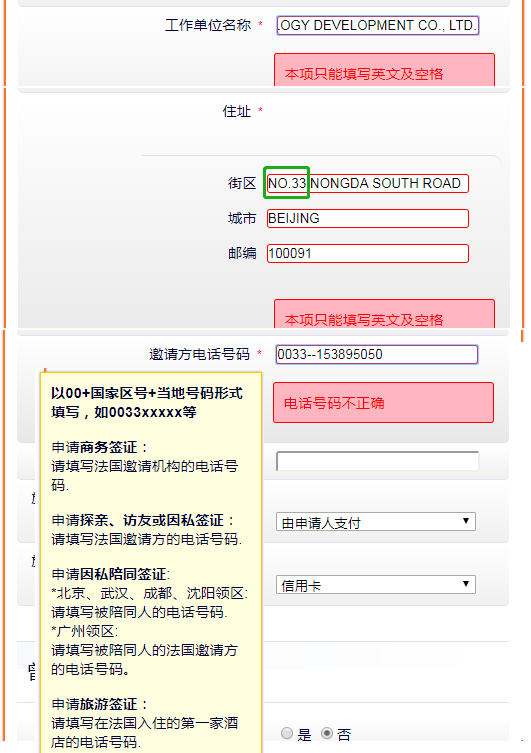 工作单位名称 *
LOGY DEVELOPMENT CO., LTD.
本项只能填写英文及空格
住址 *
街区
NO.33 NONGDA SOUTH ROAD
城市
BEIJING
邮编
100091
本项只能填写英文及空格
邀请方电话号码 *
0033--153895050
电话号码不正确
以00+国家区号+当地号码形式
填写，如0033xxxxx等
申请商务签证：
请填写法国邀请机构的电话号
码.
申请探亲、访友或因私签证：
请填写法国邀请方的电话号码.
申请因私陪同签证:
*北京、武汉、成都、沈阳领区:
请填写被陪同人的电话号码.
*广州领区:
请填写被陪同人的法国邀请方
的电话号码。
申请旅游签证：
请填写在法国入住的第一家酒
店的电话号码.
由申请人支付
信用卡
是
否